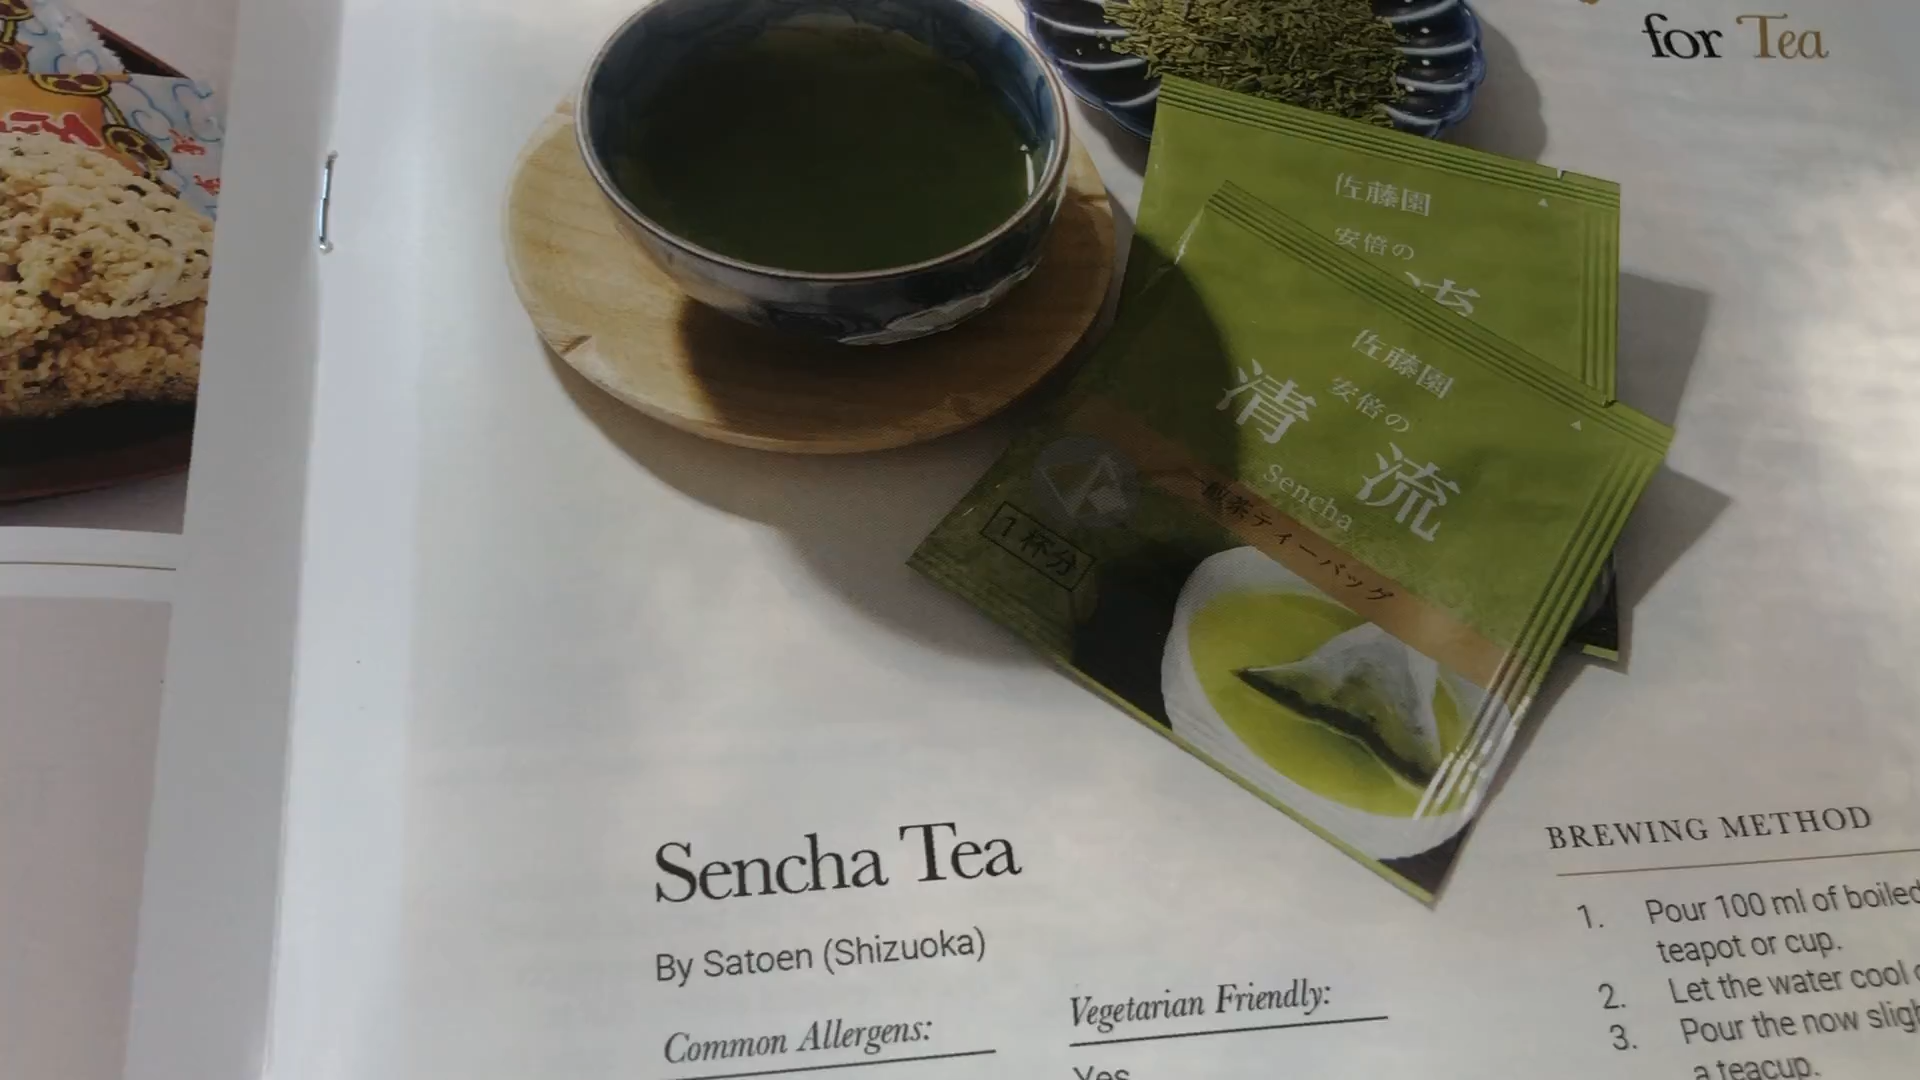 for Tea
佐藤園
安倍の
佐藤園
安倍の
清流
Sencha
煎茶ティーバッグ
1杯分
Sencha Tea
By Satoen (Shizuoka)
Common Allergens:
Vegetarian Friendly:
Yes
BREWING METHOD
1. Pour 100 ml of boiled
teapot or cup.
2. Let the water cool
3. Pour the now
a teacup.